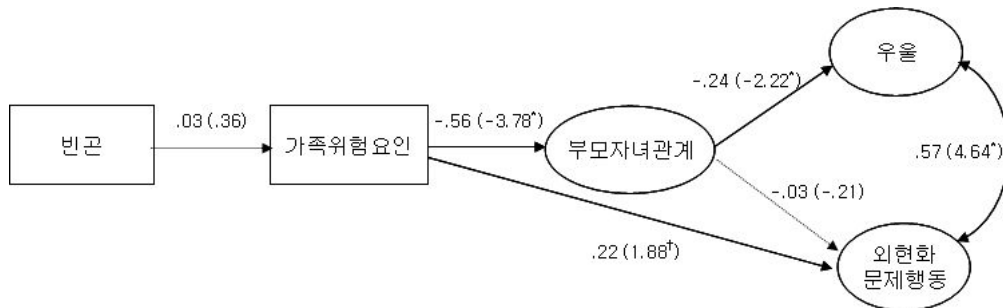 우울
-.24 (-2.22*)
.03 (.36)
-.56 (-3.78*)
빈곤
가족위험요인
부모자녀관계
.57 (4.64*)
-.03 (-.21)
.22 (1.88†)
외현화
문제행동